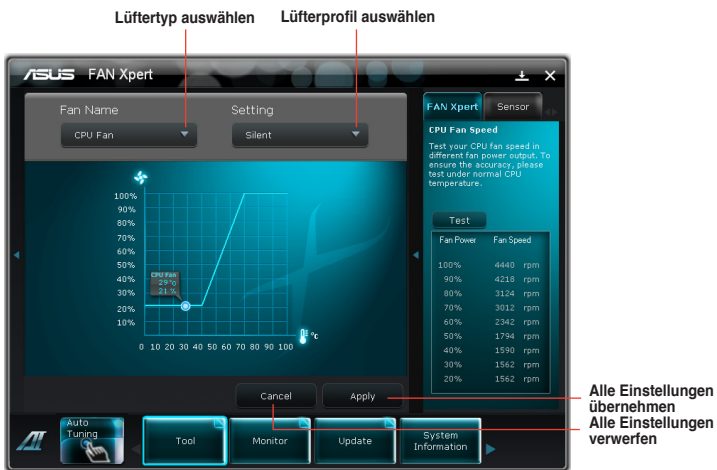 Lüftertyp auswählen
Lüfterprofil auswählen
ASUS FAN Xpert
Fan Name
Setting
CPU Fan
Silent
100%
90%
80%
70%
60%
50%
40%
30%
20%
10%
CPU Fan
29°c
21 %
0 10 20 30 40 50 60 70 80 90 100
°c
Cancel
Apply
FAN Xpert
Sensor
CPU Fan Speed
Test your CPU fan speed in
different fan power output. To
ensure the accuracy, please
test under normal CPU
temperature.
Test
Fan Power Fan Speed
100% 4440 rpm
90% 4218 rpm
80% 3124 rpm
70% 3012 rpm
60% 2342 rpm
50% 1794 rpm
40% 1590 rpm
30% 1562 rpm
20% 1562 rpm
Alle Einstellungen
übernehmen
Alle Einstellungen
verwerfen
Auto
Tuning
Tool
Monitor
Update
System
Information